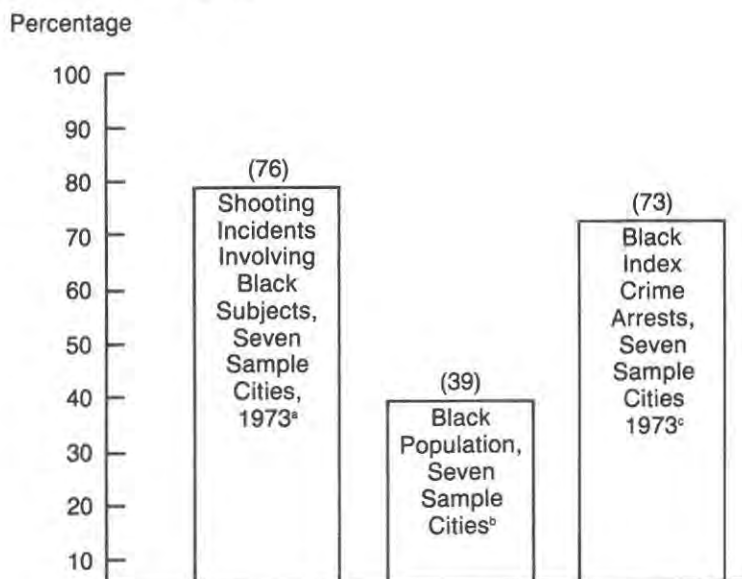 Percentage
100
90
80
70
60
50
40
30
20
10
(76)
Shooting
Incidents
Involving
Black
Subjects,
Seven
Sample
Cities,
1973ᵃ
(39)
Black
Population,
Seven
Sample
Citiesᵇ
(73)
Black
Index
Crime
Arrests,
Seven
Sample
Cities
1973ᶜ